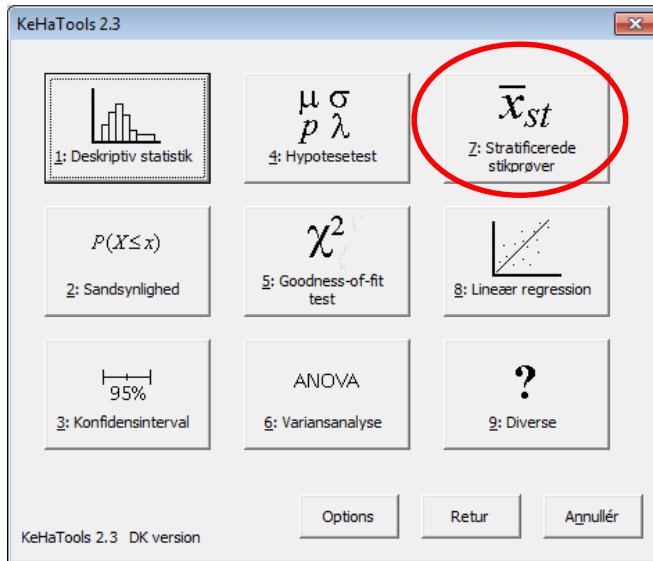 KeHaTools 2.3
1: Deskriptiv statistik
μ σ
p λ
4: Hypotesetest
x̅st
7: Stratificerede
stikprøver
P(X≤x)
2: Sandsynlighed
χ²
5: Goodness-of-fit
test
8: Lineær regression
95%
3: Konfidensinterval
ANOVA
6: Variansanalyse
?
9: Diverse
Options
Retur
Annullér
KeHaTools 2.3 DK version